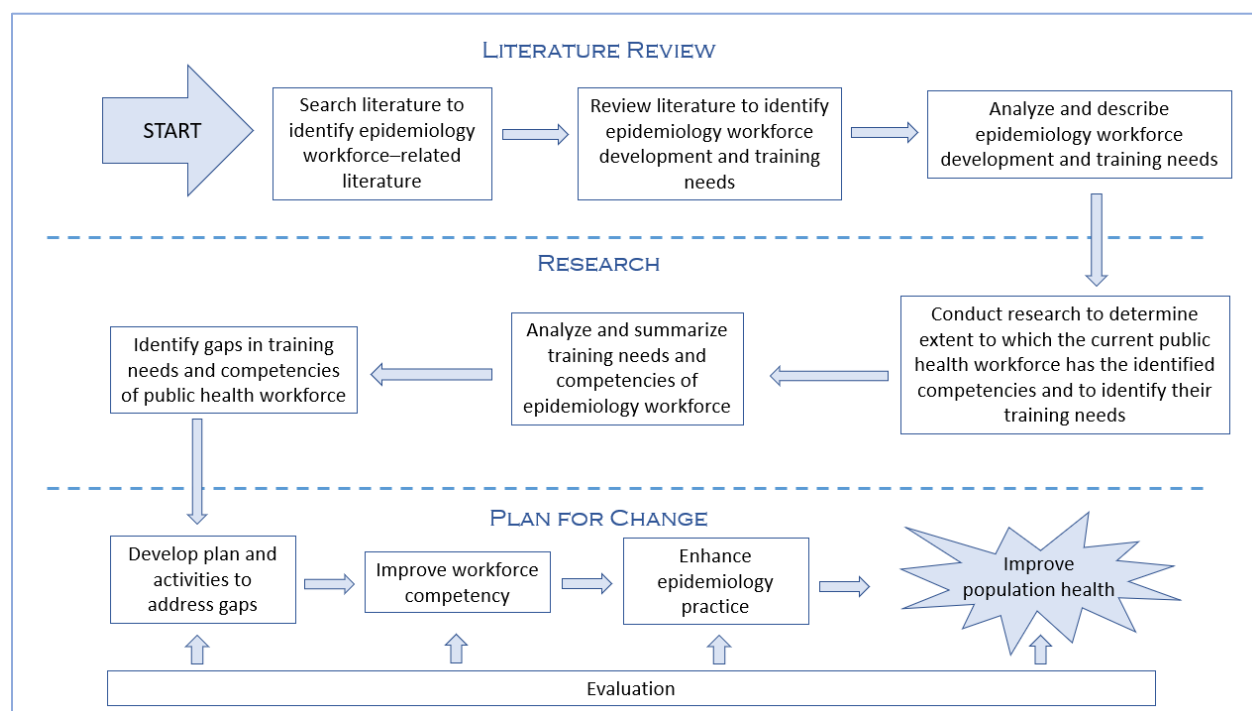 LITERATURE REVIEW
START
Search literature to
identify epidemiology
workforce–related
literature
Review literature to identify
epidemiology workforce
development and training
needs
Analyze and describe
epidemiology workforce
development and training needs
RESEARCH
Identify gaps in training
needs and competencies
of public health workforce
Analyze and summarize
training needs and
competencies of
epidemiology workforce
Conduct research to determine
extent to which the current public
health workforce has the identified
competencies and to identify their
training needs
PLAN FOR CHANGE
Develop plan and
activities to
address gaps
Improve workforce
competency
Enhance
epidemiology
practice
Improve
population health
Evaluation